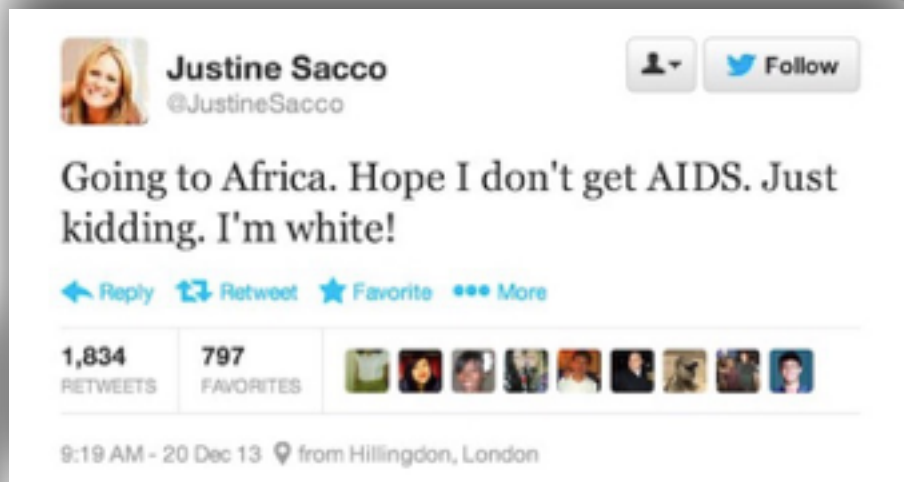 Justine Sacco
Follow
@JustineSacco
Going to Africa. Hope I don't get AIDS. Just
kidding. I'm white!
Reply Retweet Favorite More
1,834 797
RETWEETS FAVORITES
9:19 AM - 20 Dec 13 from Hillingdon, London